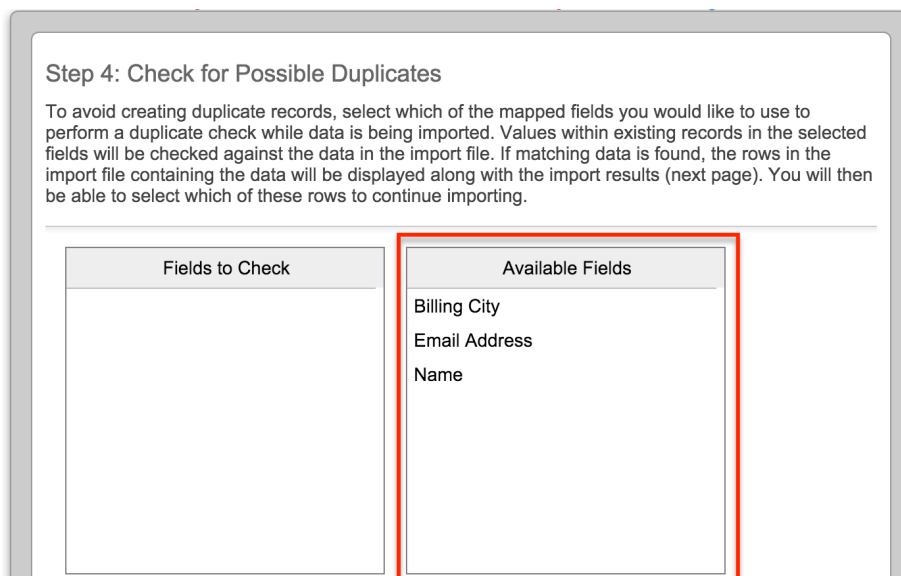 Step 4: Check for Possible Duplicates
To avoid creating duplicate records, select which of the mapped fields you would like to use to
perform a duplicate check while data is being imported. Values within existing records in the selected
fields will be checked against the data in the import file. If matching data is found, the rows in the
import file containing the data will be displayed along with the import results (next page). You will then
be able to select which of these rows to continue importing.
Fields to Check
Available Fields
Billing City
Email Address
Name